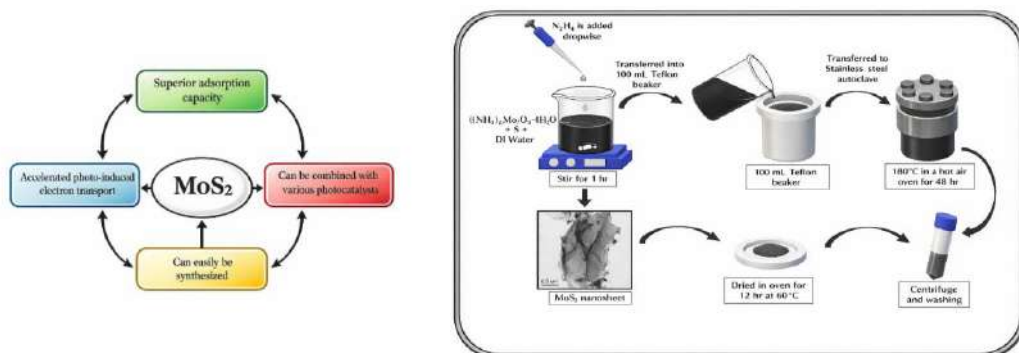 Superior adsorption
capacity
Accelerated photo-induced
electron transport
MoS₂
Can be combined with
various photocatalysts
Can easily be
synthesized
N₂H₄ is added
dropwise
Transferred into
100 mL Teflon
beaker
Transferred to
Stainless steel
autoclave
+ S +
DI Water
Stir for 1 hr
100 mL Teflon
beaker
180°C in a hot air
oven for 48 hr
MoS₂ nanosheet
Dried in oven for
12 hr at 60°C
Centrifuge
and washing